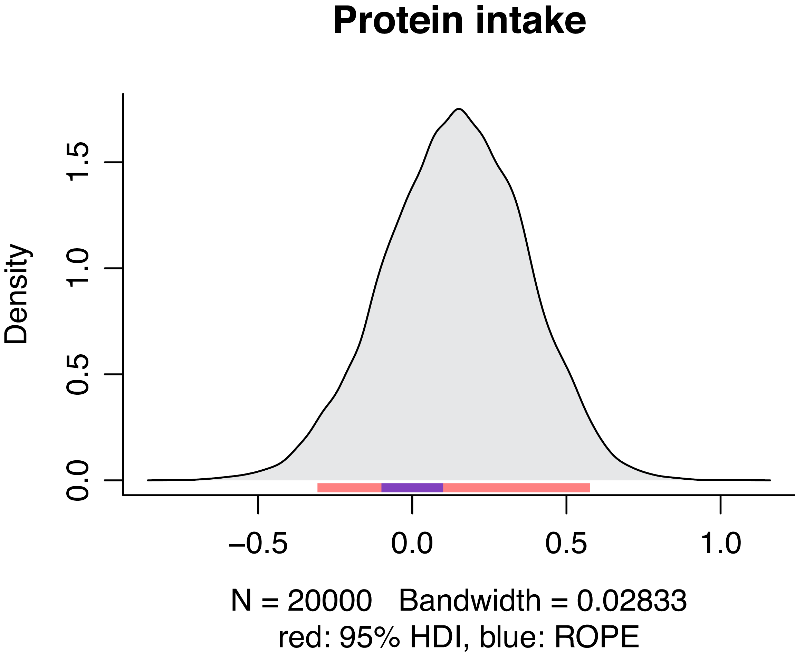 Protein intake
Density
1.5
1.0
0.5
0.0
−0.5 0.0 0.5 1.0
N = 20000 Bandwidth = 0.02833
red: 95% HDI, blue: ROPE